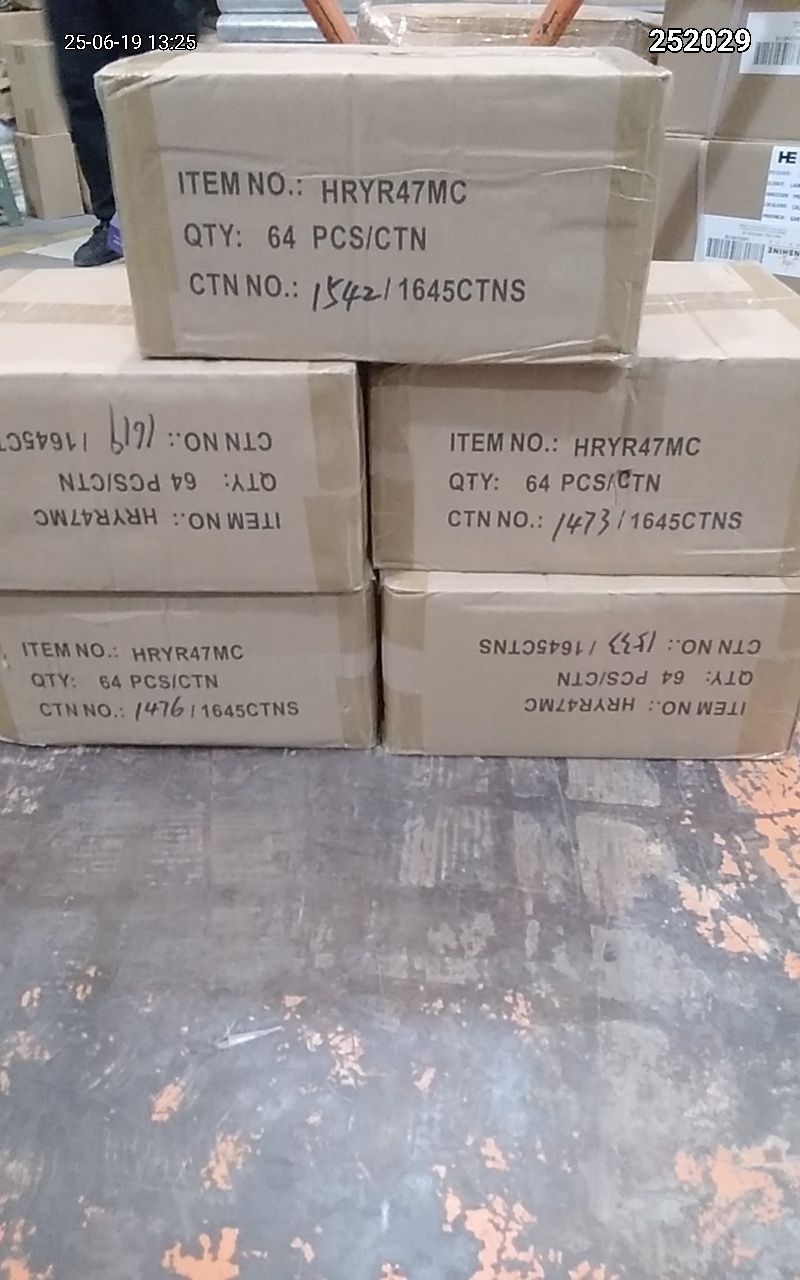 25-06-19 13:25
252029
ITEM NO.: HRYR47MC
QTY: 64 PCS/CTN
CTN NO.: 1542/1645CTNS
ITEM NO.: HRYR47MC
QTY: 64 PCS/CTN
CTN NO.: 1619 / 1645C
ITEM NO.: HRYR47MC
QTY: 64 PCS/CTN
CTN NO.: 1473/1645CTNS
ITEM NO.: HRYR47MC
QTY: 64 PCS/CTN
CTN NO.: 1476/1645CTNS
ITEM NO.: HRYR47MC
QTY: 64 PCS/CTN
CTN NO.: 1533 / 1645CTNS
HE